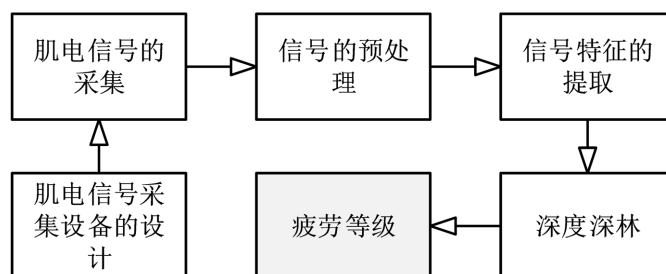 肌电信号的
采集
信号的预处
理
信号特征的
提取
肌电信号采
集设备的设
计
疲劳等级
深度深林